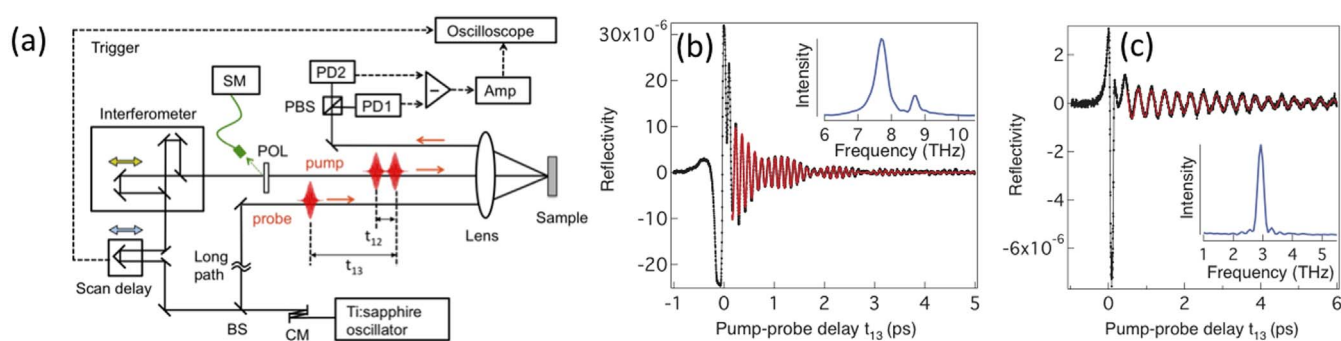 (a)
Trigger
Oscilloscope
SM
PD2
PBS
PD1
−
Amp
Interferometer
POL
pump
probe
t12
t13
Lens
Sample
Long
path
Scan delay
BS
CM
Ti:sapphire
oscillator
(b)
Reflectivity
30x10-6
20
10
0
-10
-20
-1
0
1
2
3
4
5
Pump-probe delay t13 (ps)
Intensity
6 7 8 9 10
Frequency (THz)
(c)
Reflectivity
2
0
-2
-4
-6x10-6
0
2
4
6
Pump-probe delay t13 (ps)
Intensity
1 2 3 4 5
Frequency (THz)